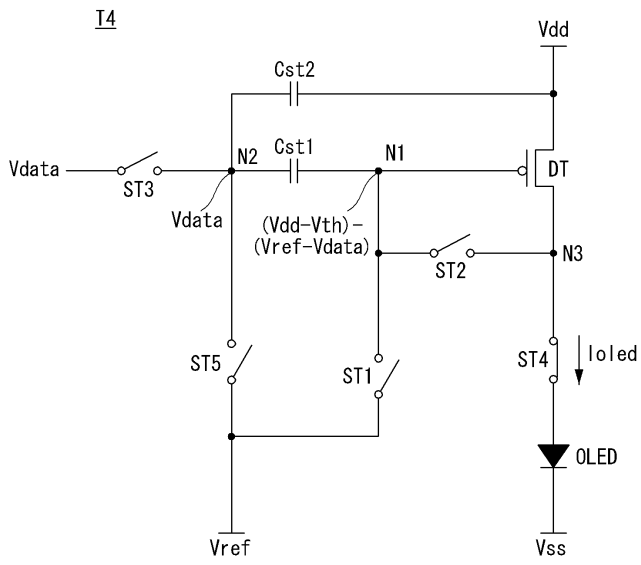 T4
Vdd
Cst2
Cst1
N2
N1
Vdata
ST3
DT
Vdata
(Vdd-Vth)-
(Vref-Vdata)
ST2
N3
ST5
ST1
ST4
Ioled
OLED
Vref
Vss